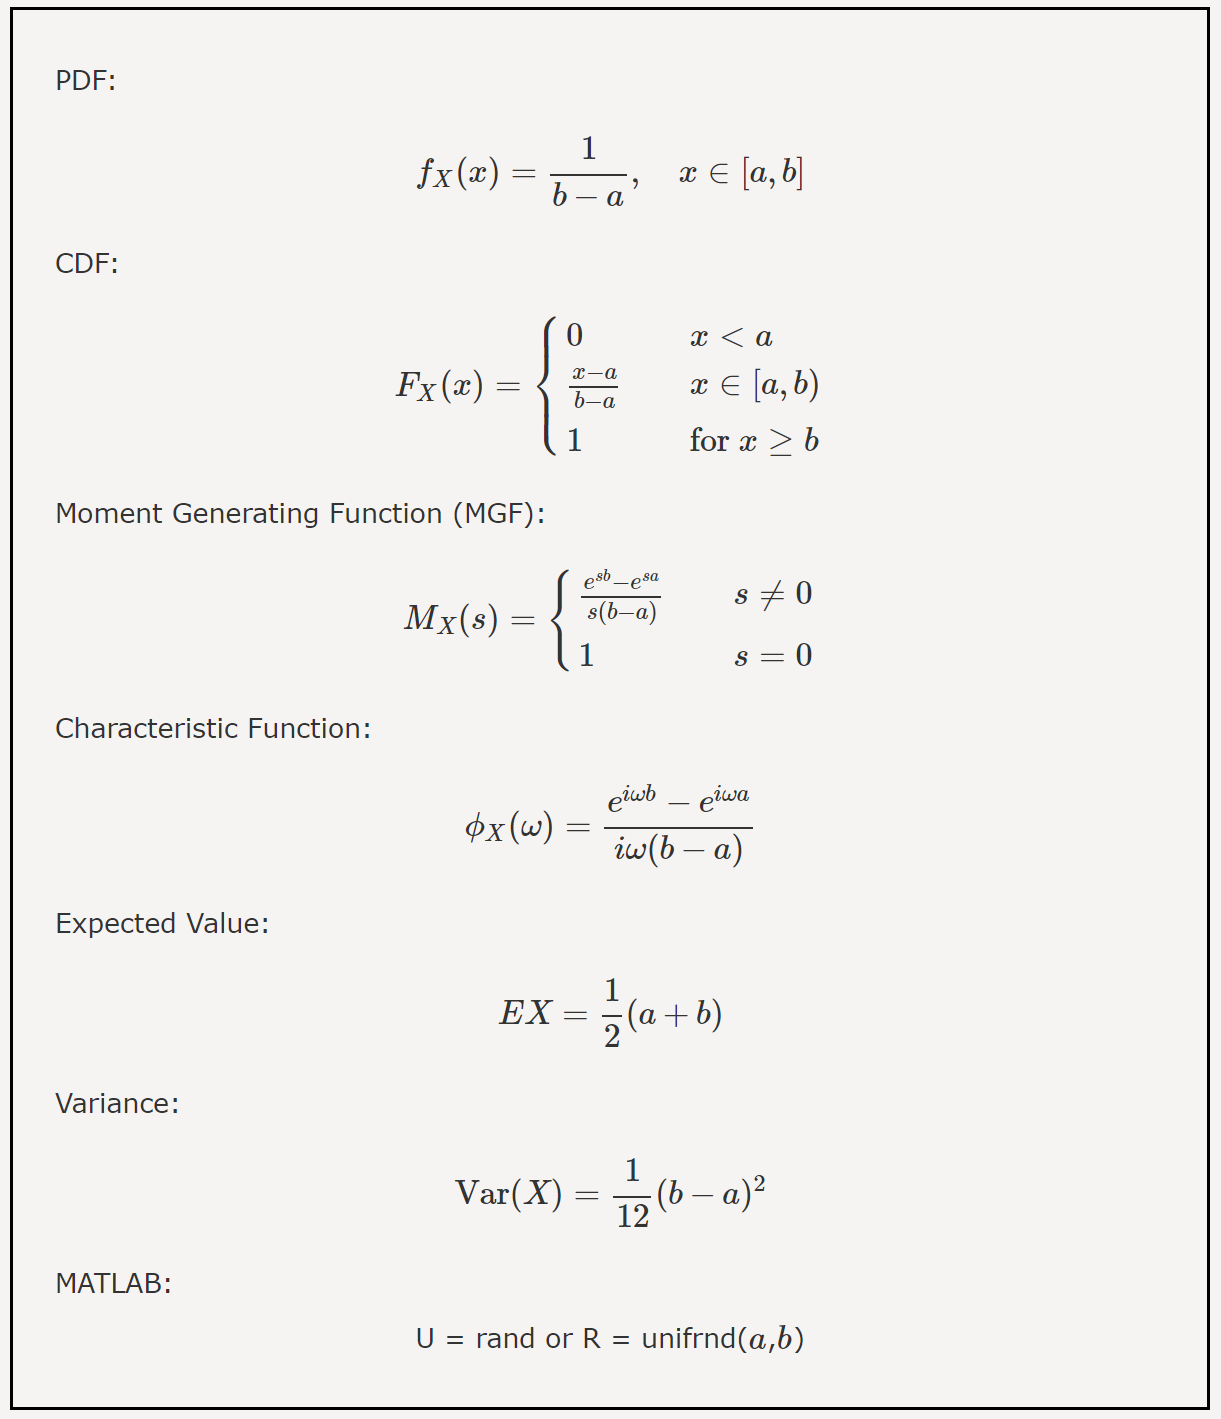 PDF:
$$f_X(x) = \frac{1}{b-a}, \quad x \in [a, b]$$
CDF:
$$F_X(x) = \begin{cases} 0 & x < a \\ \frac{x-a}{b-a} & x \in [a, b) \\ 1 & \text{for } x \geq b \end{cases}$$
Moment Generating Function (MGF):
$$M_X(s) = \begin{cases} \frac{e^{sb}-e^{sa}}{s(b-a)} & s \neq 0 \\ 1 & s = 0 \end{cases}$$
Characteristic Function:
$$\phi_X(\omega) = \frac{e^{i\omega b} - e^{i\omega a}}{i\omega(b-a)}$$
Expected Value:
$$EX = \frac{1}{2}(a+b)$$
Variance:
$$\text{Var}(X) = \frac{1}{12}(b-a)^2$$
MATLAB:
U = rand or R = unifrnd($a$,$b$)